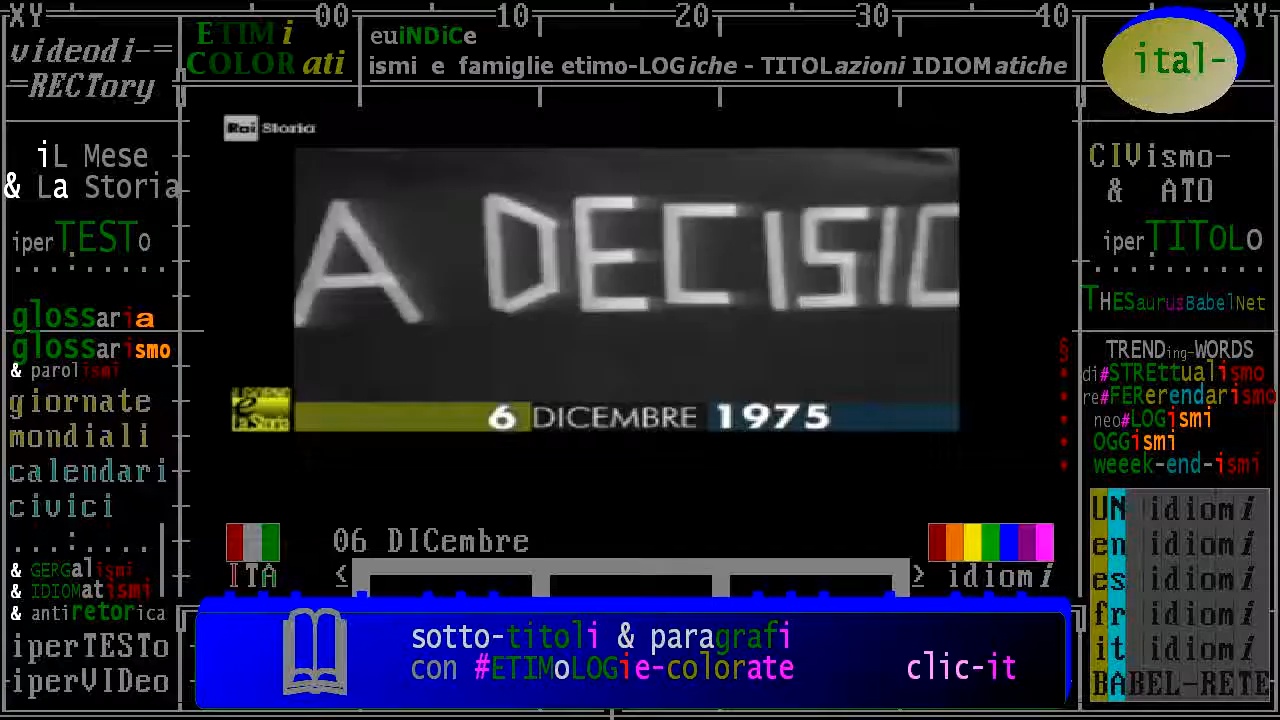 XY 00 10 20 30 40 XY
videodi-=
=RECTory
ETIMi
COLORati
euiNDiCe
ismi e famiglie etimo-LOGiche - TITOLazioni IDIOMatiche
ital-
iL Mese
& La Storia
iperTESTo
glossaria
glossarismo
& parolismi
giornate
mondiali
calendari
civici
& GERGalismi
& IDIOMatismi
& antiretorica
iperTESTo
iperVIDeo
Rai Storia
A DECISIO
6 DICEMBRE 1975
ITA
06 DICembre
< > idiomi
sotto-titoli & paragrafi
con #ETIMoLOGie-colorate clic-it
CIVismo-
& ATO
iperTIToLo
THESaurusBabelNet
§
TRENDing-WORDS
di#STREttualismo
re#FERerendarismo
neo#LOGismi
OGGismi
weeek-end-ismi
UN idiomi
en idiomi
es idiomi
fr idiomi
it idiomi
BABEL-RETE